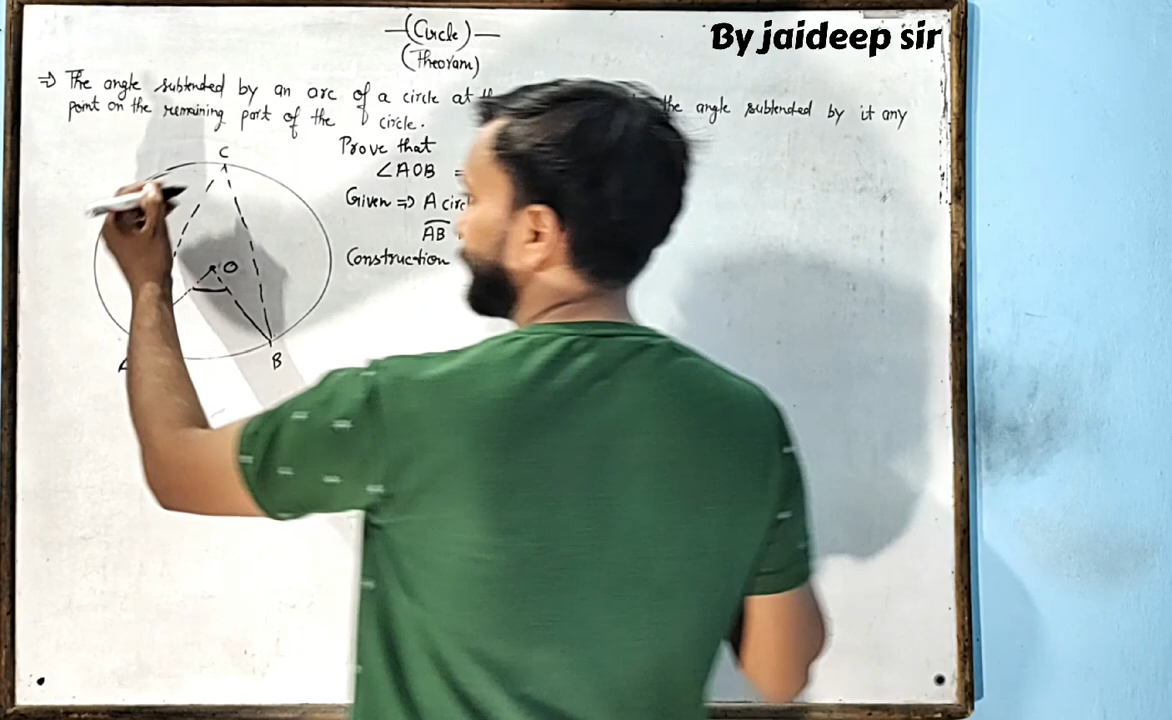 (Circle)
(Theoram)
By jaideep sir
⇒ The angle subtended by an arc of a circle at the angle subtended by it any
point on the remaining part of the circle.
C
O
B
Prove that
∠AOB =
Given ⇒ A circ
AB
Construction